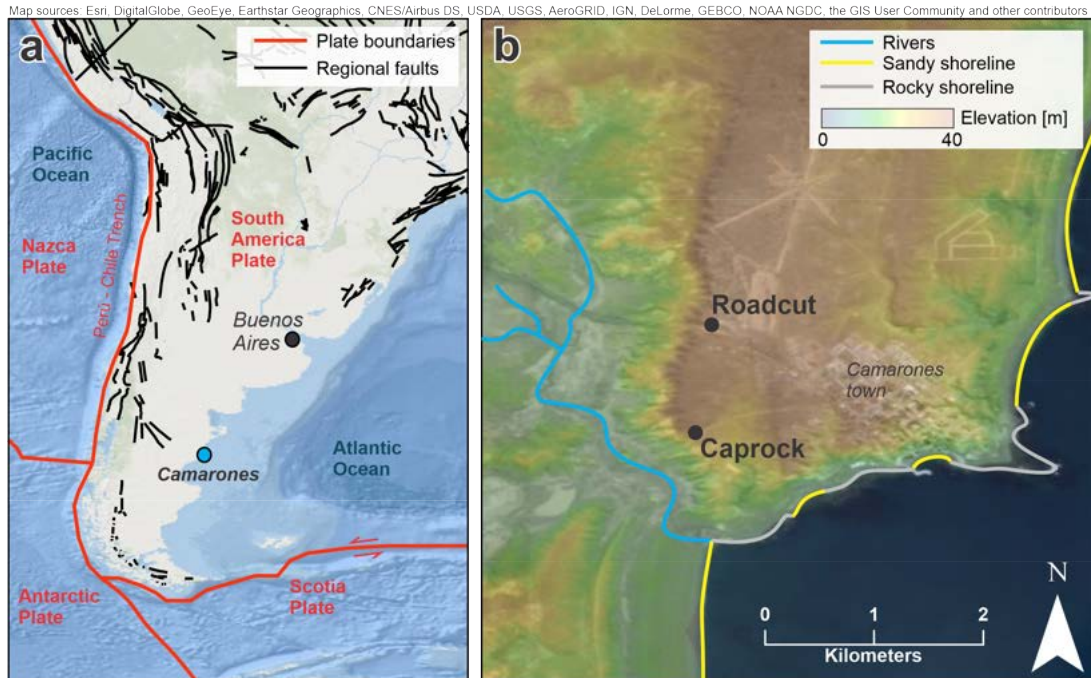 Map sources: Esri, DigitalGlobe, GeoEye, Earthstar Geographics, CNES/Airbus DS, USDA, USGS, AeroGRID, IGN, DeLorme, GEBCO, NOAA NGDC, the GIS User Community and other contributors
a
Plate boundaries
Regional faults
Pacific
Ocean
Nazca
Plate
Perú - Chile Trench
South
America
Plate
Buenos
Aires
Camarones
Atlantic
Ocean
Antarctic
Plate
Scotia
Plate
b
Rivers
Sandy shoreline
Rocky shoreline
Elevation [m]
0 40
Roadcut
Camarones
town
Caprock
N
0 1 2
Kilometers